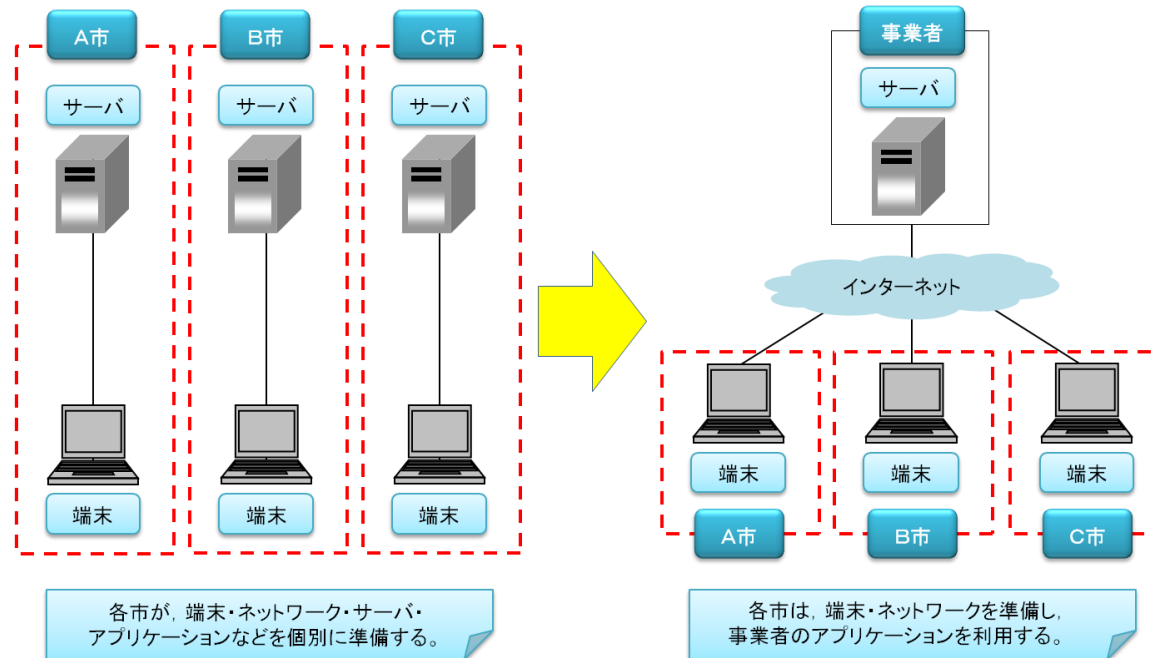 A市
B市
C市
サーバ
サーバ
サーバ
端末
端末
端末
各市が，端末・ネットワーク・サーバ・
アプリケーションなどを個別に準備する。
事業者
サーバ
インターネット
端末
端末
端末
A市
B市
C市
各市は，端末・ネットワークを準備し，
事業者のアプリケーションを利用する。